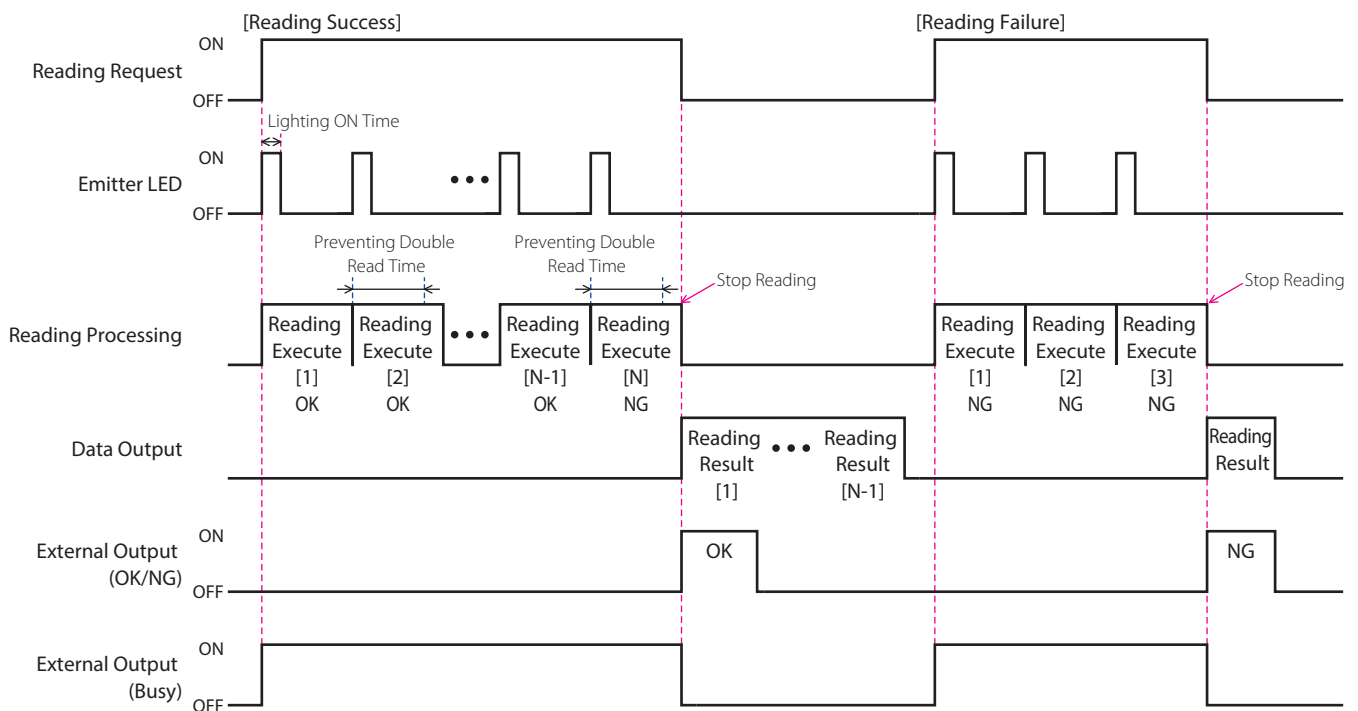 [Reading Success]
[Reading Failure]
ON
Reading Request
OFF
Lighting ON Time
ON
Emitter LED
OFF
Preventing Double
Read Time
Preventing Double
Read Time
Stop Reading
Stop Reading
Reading Processing
Reading
Execute
[1]
OK
Reading
Execute
[2]
OK
Reading
Execute
[N-1]
OK
Reading
Execute
[N]
NG
Reading
Execute
[1]
NG
Reading
Execute
[2]
NG
Reading
Execute
[3]
NG
Data Output
Reading
Result
[1]
Reading
Result
[N-1]
Reading
Result
ON
External Output
(OK/NG)
OFF
OK
NG
ON
External Output
(Busy)
OFF